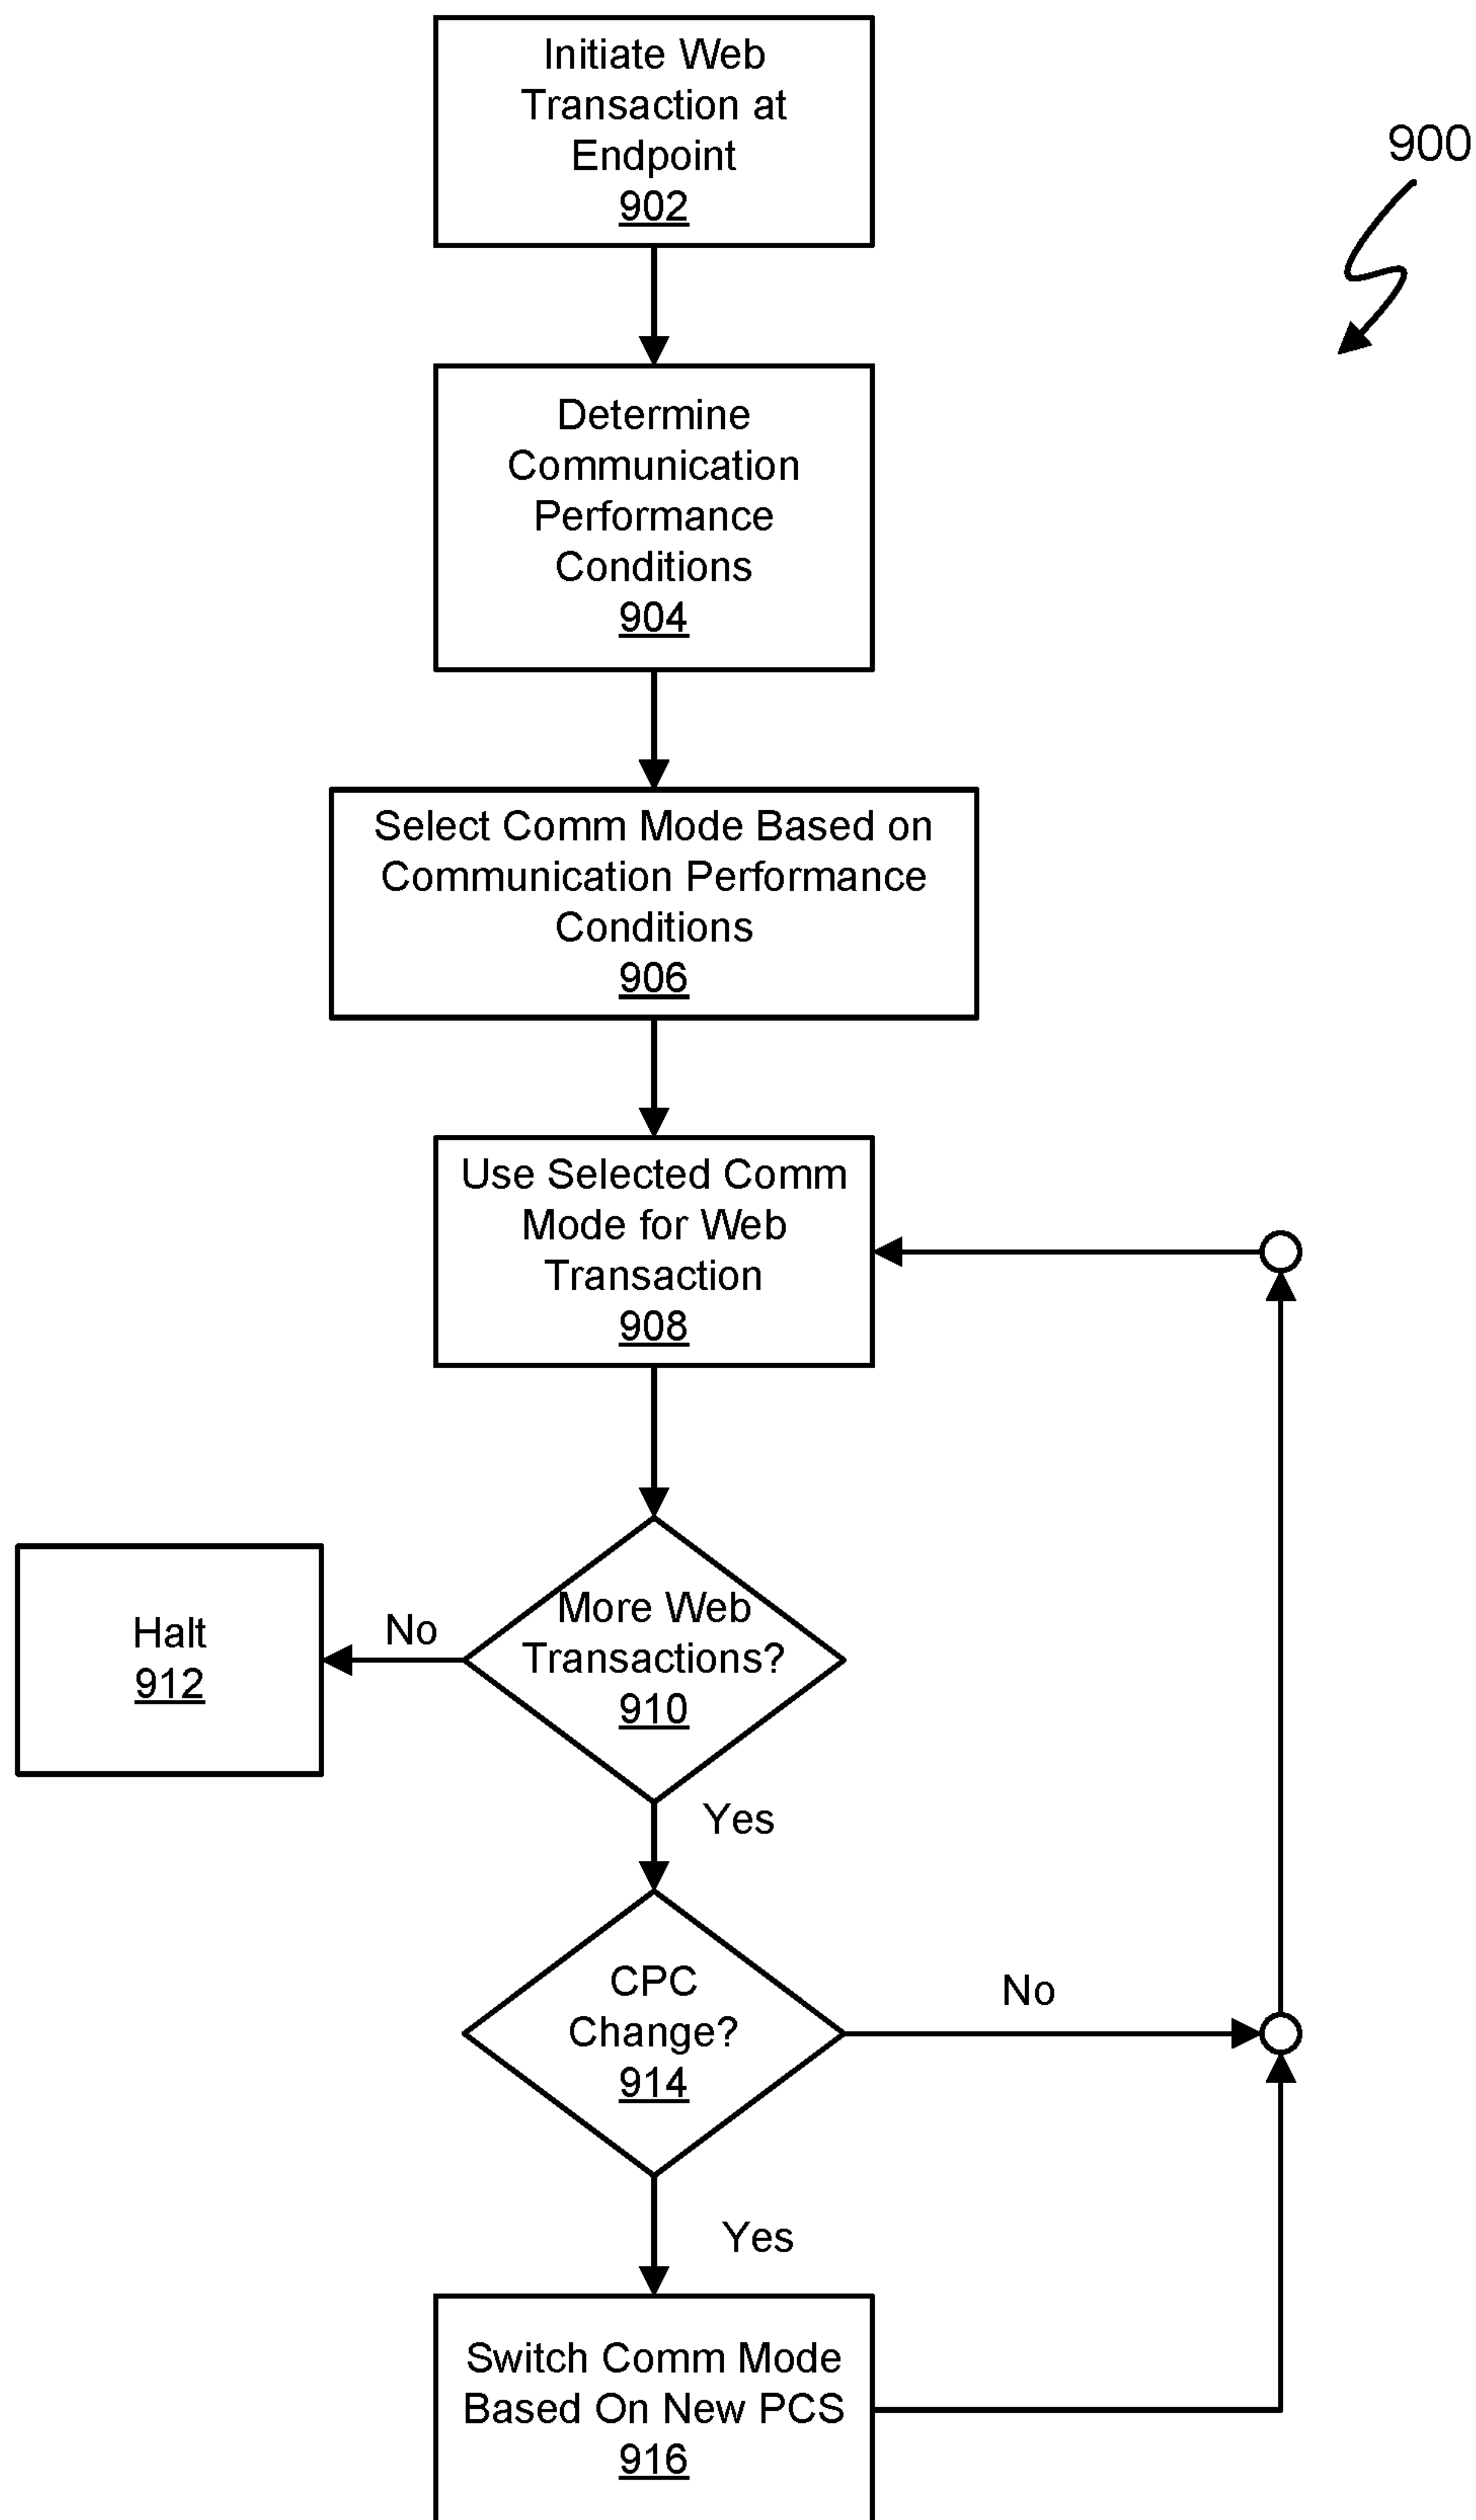 Initiate Web
Transaction at
Endpoint
902
900
Determine
Communication
Performance
Conditions
904
Select Comm Mode Based on
Communication Performance
Conditions
906
Use Selected Comm
Mode for Web
Transaction
908
More Web
Transactions?
910
No
Halt
912
Yes
CPC
Change?
914
No
Yes
Switch Comm Mode
Based On New PCS
916